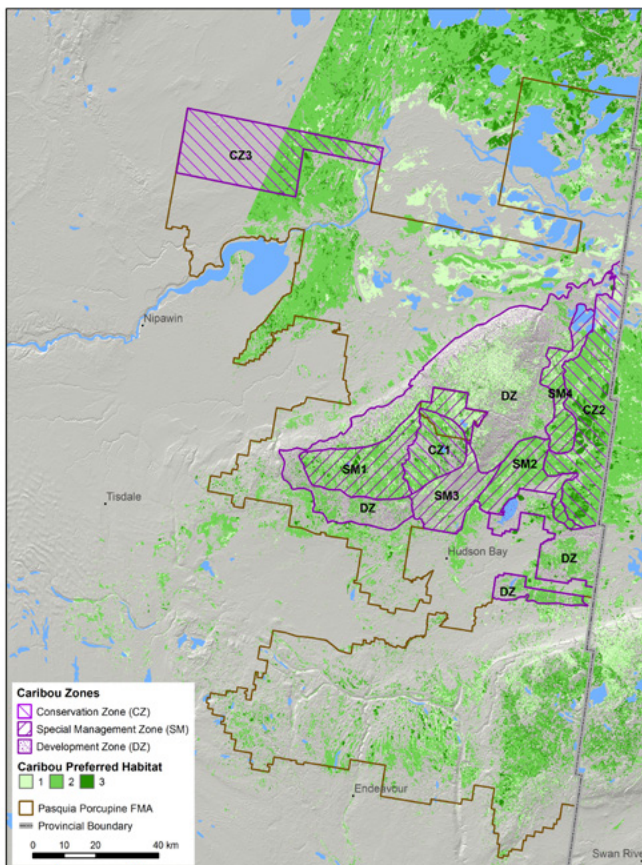 CZ3
Nipawin
DZ
SM4
CZ2
CZ1
SM1
SM2
SM3
DZ
Tisdale
Hudson Bay
DZ
DZ
Caribou Zones
Conservation Zone (CZ)
Special Management Zone (SM)
Development Zone (DZ)
Caribou Preferred Habitat
1 2 3
Pasquia Porcupine FMA
Provincial Boundary
0 10 20 40 km
Endeavour
Swan River